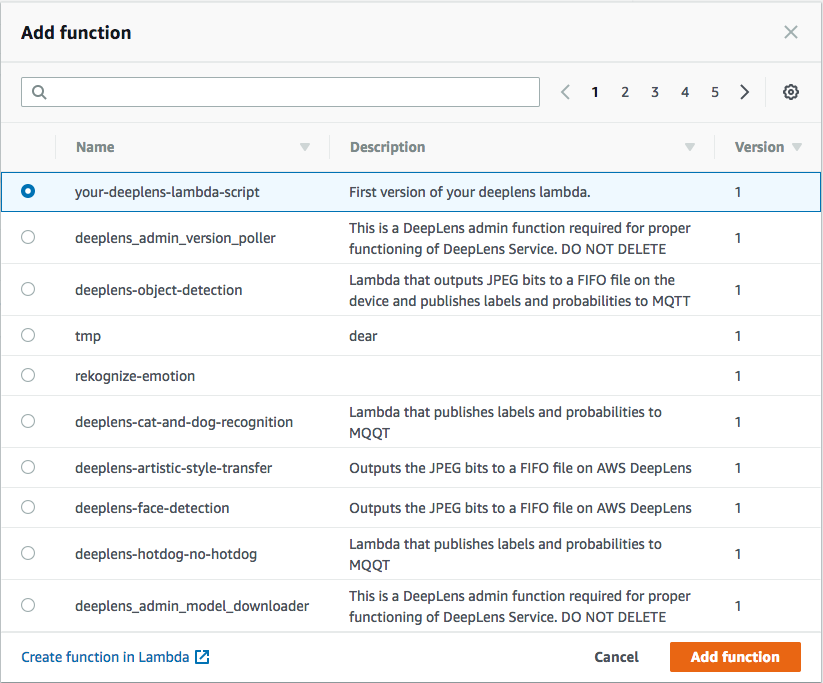 Add function
1 2 3 4 5
Name Description Version
your-deeplens-lambda-script First version of your deeplens lambda. 1
deeplens_admin_version_poller This is a DeepLens admin function required for proper 1
functioning of DeepLens Service. DO NOT DELETE
deeplens-object-detection Lambda that outputs JPEG bits to a FIFO file on the 1
device and publishes labels and probabilities to MQTT
tmp dear 1
rekognize-emotion 1
deeplens-cat-and-dog-recognition Lambda that publishes labels and probabilities to 1
MQQT
deeplens-artistic-style-transfer Outputs the JPEG bits to a FIFO file on AWS DeepLens 1
deeplens-face-detection Outputs the JPEG bits to a FIFO file on AWS DeepLens 1
deeplens-hotdog-no-hotdog Lambda that publishes labels and probabilities to 1
MQQT
deeplens_admin_model_downloader This is a DeepLens admin function required for proper 1
functioning of DeepLens Service. DO NOT DELETE
Create function in Lambda Cancel Add function